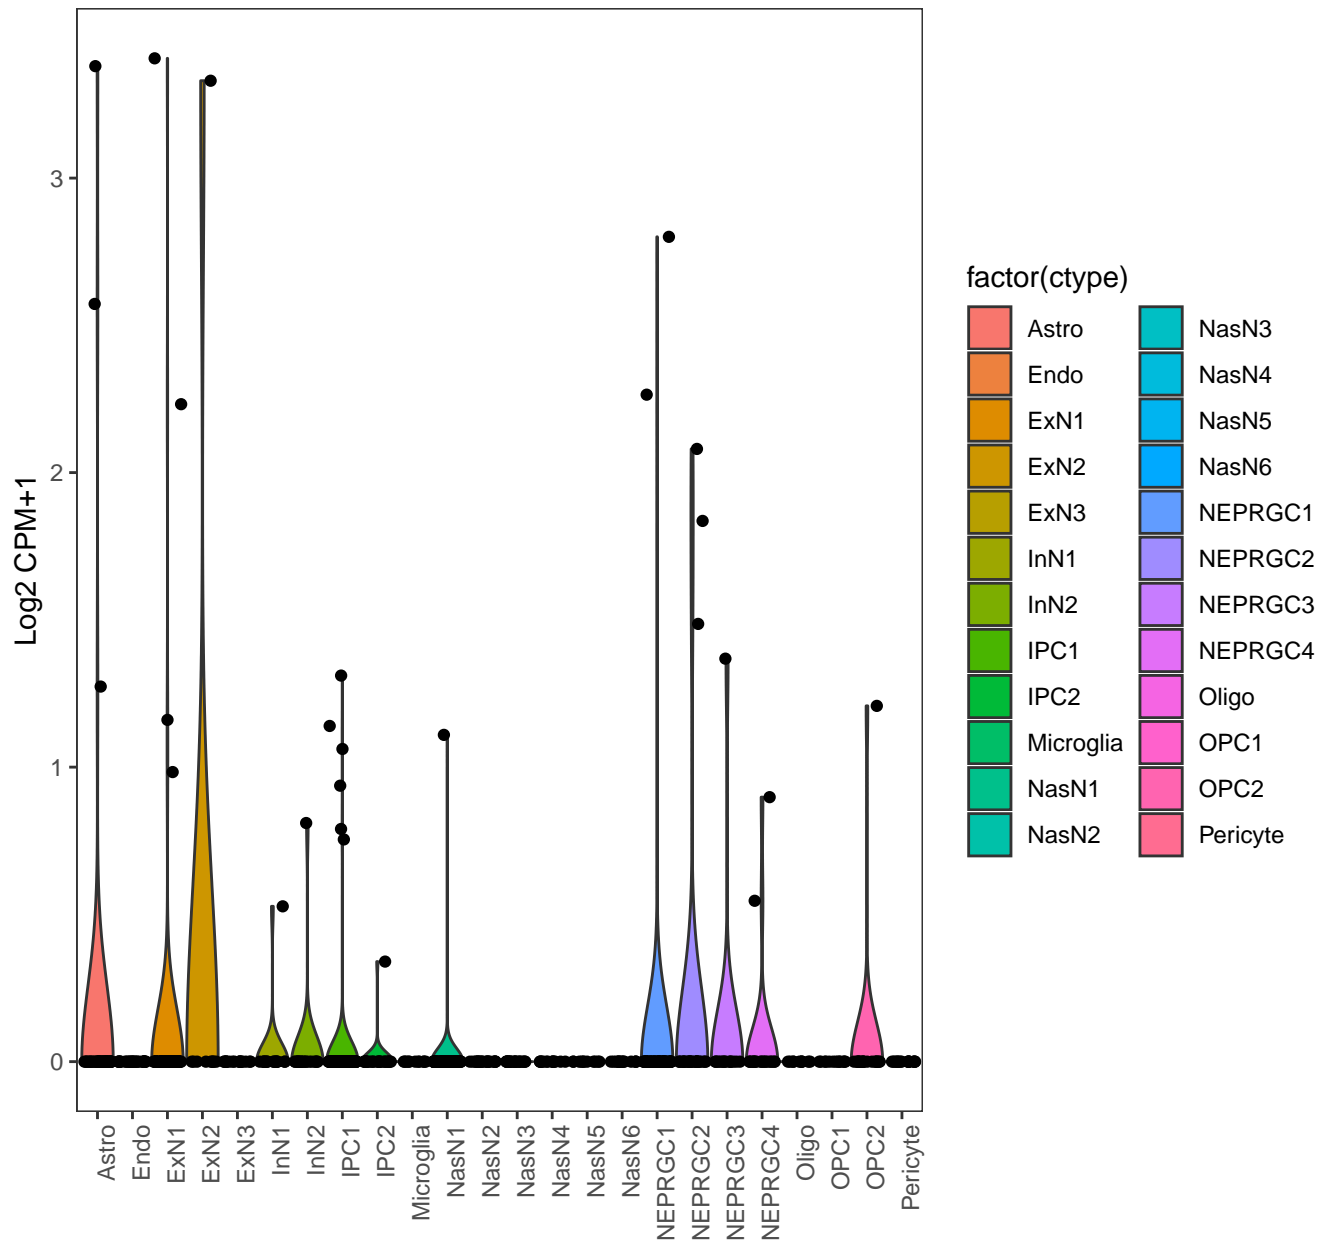 3
2
1
0
Log2 CPM+1
Astro
Endo
ExN1
ExN2
ExN3
InN1
InN2
IPC1
IPC2
Microglia
NasN1
NasN2
NasN3
NasN4
NasN5
NasN6
NEPRGC1
NEPRGC2
NEPRGC3
NEPRGC4
Oligo
OPC1
OPC2
Pericyte
factor(ctype)
Astro
Endo
ExN1
ExN2
ExN3
InN1
InN2
IPC1
IPC2
Microglia
NasN1
NasN2
NasN3
NasN4
NasN5
NasN6
NEPRGC1
NEPRGC2
NEPRGC3
NEPRGC4
Oligo
OPC1
OPC2
Pericyte